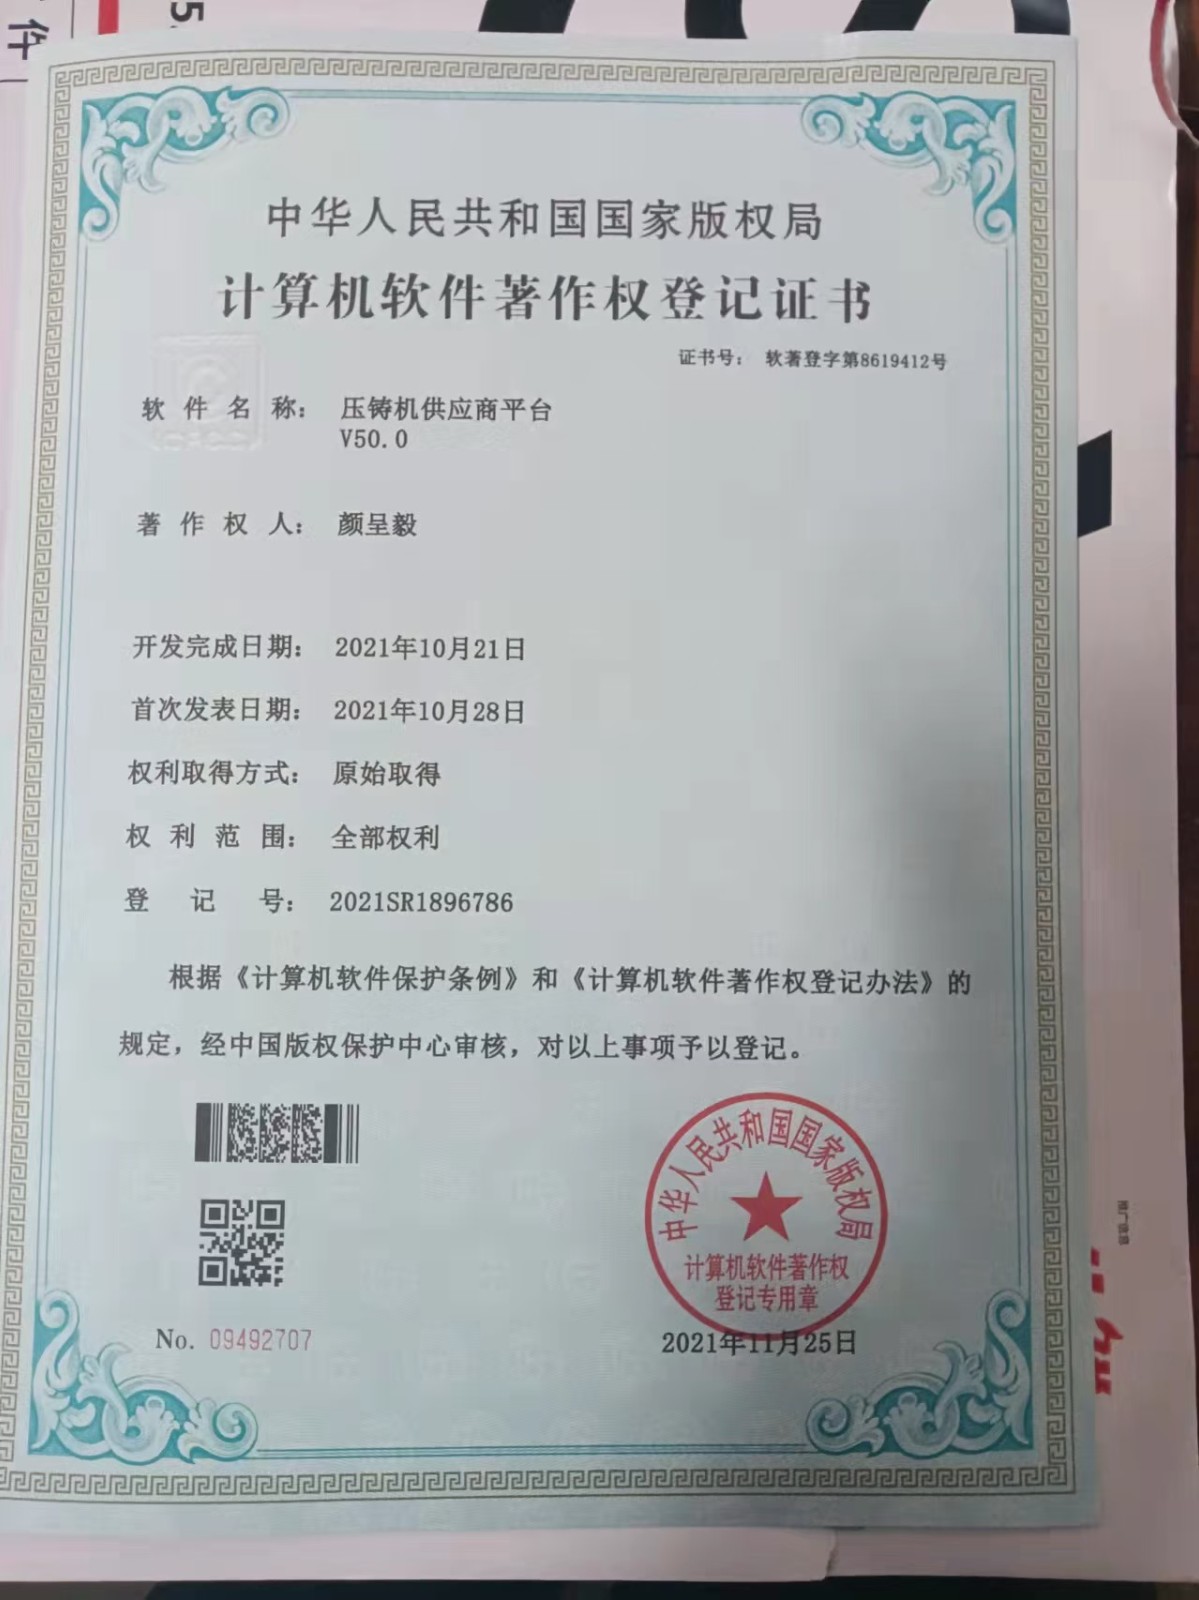 件
5.
中华人民共和国国家版权局
计算机软件著作权登记证书
证书号： 软著登字第8619412号
软件名称： 压铸机供应商平台
V50.0
著作权人： 颜呈毅
开发完成日期： 2021年10月21日
首次发表日期： 2021年10月28日
权利取得方式： 原始取得
权利范围： 全部权利
登记号： 2021SR1896786
根据《计算机软件保护条例》和《计算机软件著作权登记办法》的
规定，经中国版权保护中心审核，对以上事项予以登记。
中华人民共和国国家版权局
计算机软件著作权
登记专用章
No. 09492707
2021年11月25日